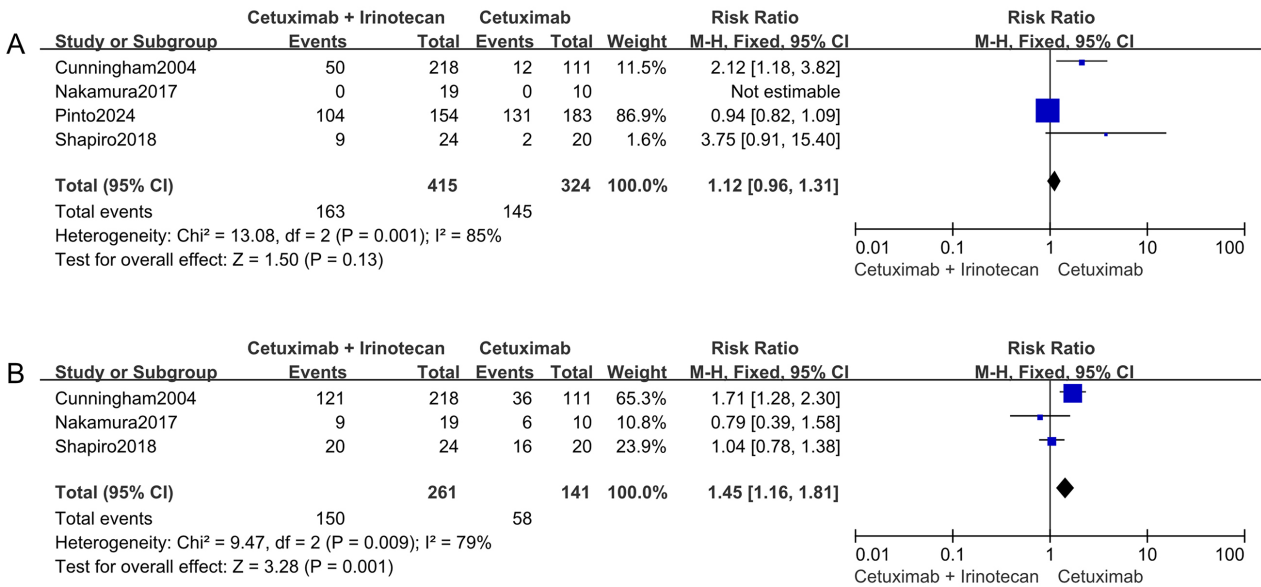 A
Cetuximab + Irinotecan Cetuximab Risk Ratio Risk Ratio
Study or Subgroup Events Total Events Total Weight M-H, Fixed, 95% CI M-H, Fixed, 95% CI
Cunningham2004 50 218 12 111 11.5% 2.12 [1.18, 3.82]
Nakamura2017 0 19 0 10 Not estimable
Pinto2024 104 154 131 183 86.9% 0.94 [0.82, 1.09]
Shapiro2018 9 24 2 20 1.6% 3.75 [0.91, 15.40]
Total (95% CI) 415 324 100.0% 1.12 [0.96, 1.31]
Total events 163 145
Heterogeneity: Chi² = 13.08, df = 2 (P = 0.001); I² = 85%
Test for overall effect: Z = 1.50 (P = 0.13)
0.01 0.1 1 10 100
Cetuximab + Irinotecan Cetuximab
B
Cetuximab + Irinotecan Cetuximab Risk Ratio Risk Ratio
Study or Subgroup Events Total Events Total Weight M-H, Fixed, 95% CI M-H, Fixed, 95% CI
Cunningham2004 121 218 36 111 65.3% 1.71 [1.28, 2.30]
Nakamura2017 9 19 6 10 10.8% 0.79 [0.39, 1.58]
Shapiro2018 20 24 16 20 23.9% 1.04 [0.78, 1.38]
Total (95% CI) 261 141 100.0% 1.45 [1.16, 1.81]
Total events 150 58
Heterogeneity: Chi² = 9.47, df = 2 (P = 0.009); I² = 79%
Test for overall effect: Z = 3.28 (P = 0.001)
0.01 0.1 1 10 100
Cetuximab + Irinotecan Cetuximab